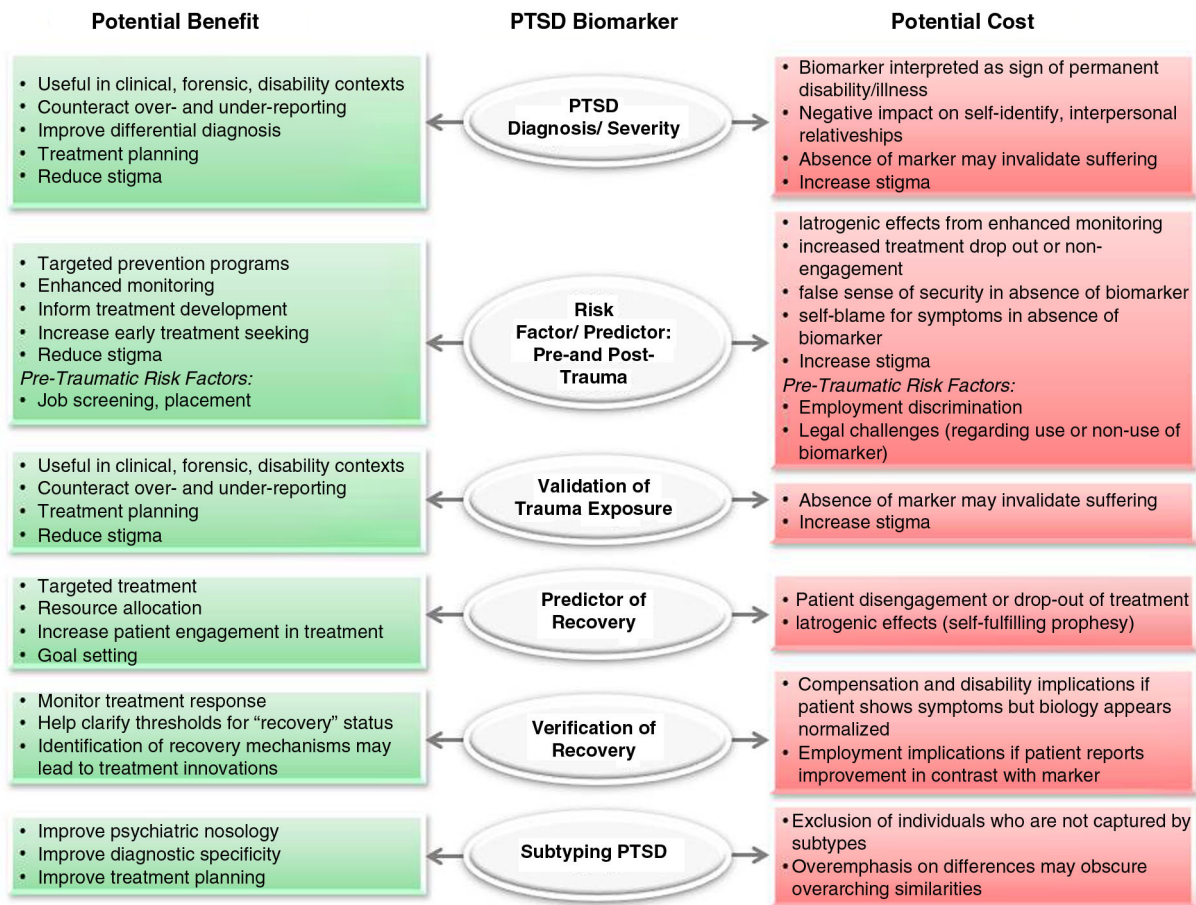 Potential Benefit
PTSD Biomarker
Potential Cost
• Useful in clinical, forensic, disability contexts
• Counteract over- and under-reporting
• Improve differential diagnosis
• Treatment planning
• Reduce stigma
PTSD
Diagnosis/ Severity
• Biomarker interpreted as sign of permanent
disability/illness
• Negative impact on self-identify, interpersonal
relativeships
• Absence of marker may invalidate suffering
• Increase stigma
• Targeted prevention programs
• Enhanced monitoring
• Inform treatment development
• Increase early treatment seeking
• Reduce stigma
Pre-Traumatic Risk Factors:
• Job screening, placement
Risk
Factor/ Predictor:
Pre-and Post-
Trauma
• Iatrogenic effects from enhanced monitoring
• increased treatment drop out or non-
engagement
• false sense of security in absence of biomarker
• self-blame for symptoms in absence of
biomarker
• Increase stigma
Pre-Traumatic Risk Factors:
• Employment discrimination
• Legal challenges (regarding use or non-use of
biomarker)
• Useful in clinical, forensic, disability contexts
• Counteract over- and under-reporting
• Treatment planning
• Reduce stigma
Validation of
Trauma Exposure
• Absence of marker may invalidate suffering
• Increase stigma
• Targeted treatment
• Resource allocation
• Increase patient engagement in treatment
• Goal setting
Predictor of
Recovery
• Patient disengagement or drop-out of treatment
• Iatrogenic effects (self-fulfilling prophesy)
• Monitor treatment response
• Help clarify thresholds for “recovery” status
• Identification of recovery mechanisms may
lead to treatment innovations
Verification of
Recovery
• Compensation and disability implications if
patient shows symptoms but biology appears
normalized
• Employment implications if patient reports
improvement in contrast with marker
• Improve psychiatric nosology
• Improve diagnostic specificity
• Improve treatment planning
Subtyping PTSD
• Exclusion of individuals who are not captured by
subtypes
• Overemphasis on differences may obscure
overarching similarities